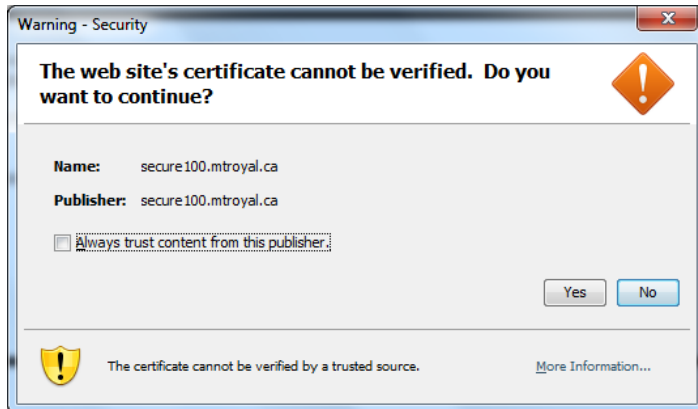 Warning - Security
The web site's certificate cannot be verified.  Do you
want to continue?
Name: secure100.mtroyal.ca
Publisher: secure100.mtroyal.ca
Always trust content from this publisher.
Yes No
The certificate cannot be verified by a trusted source. More Information...